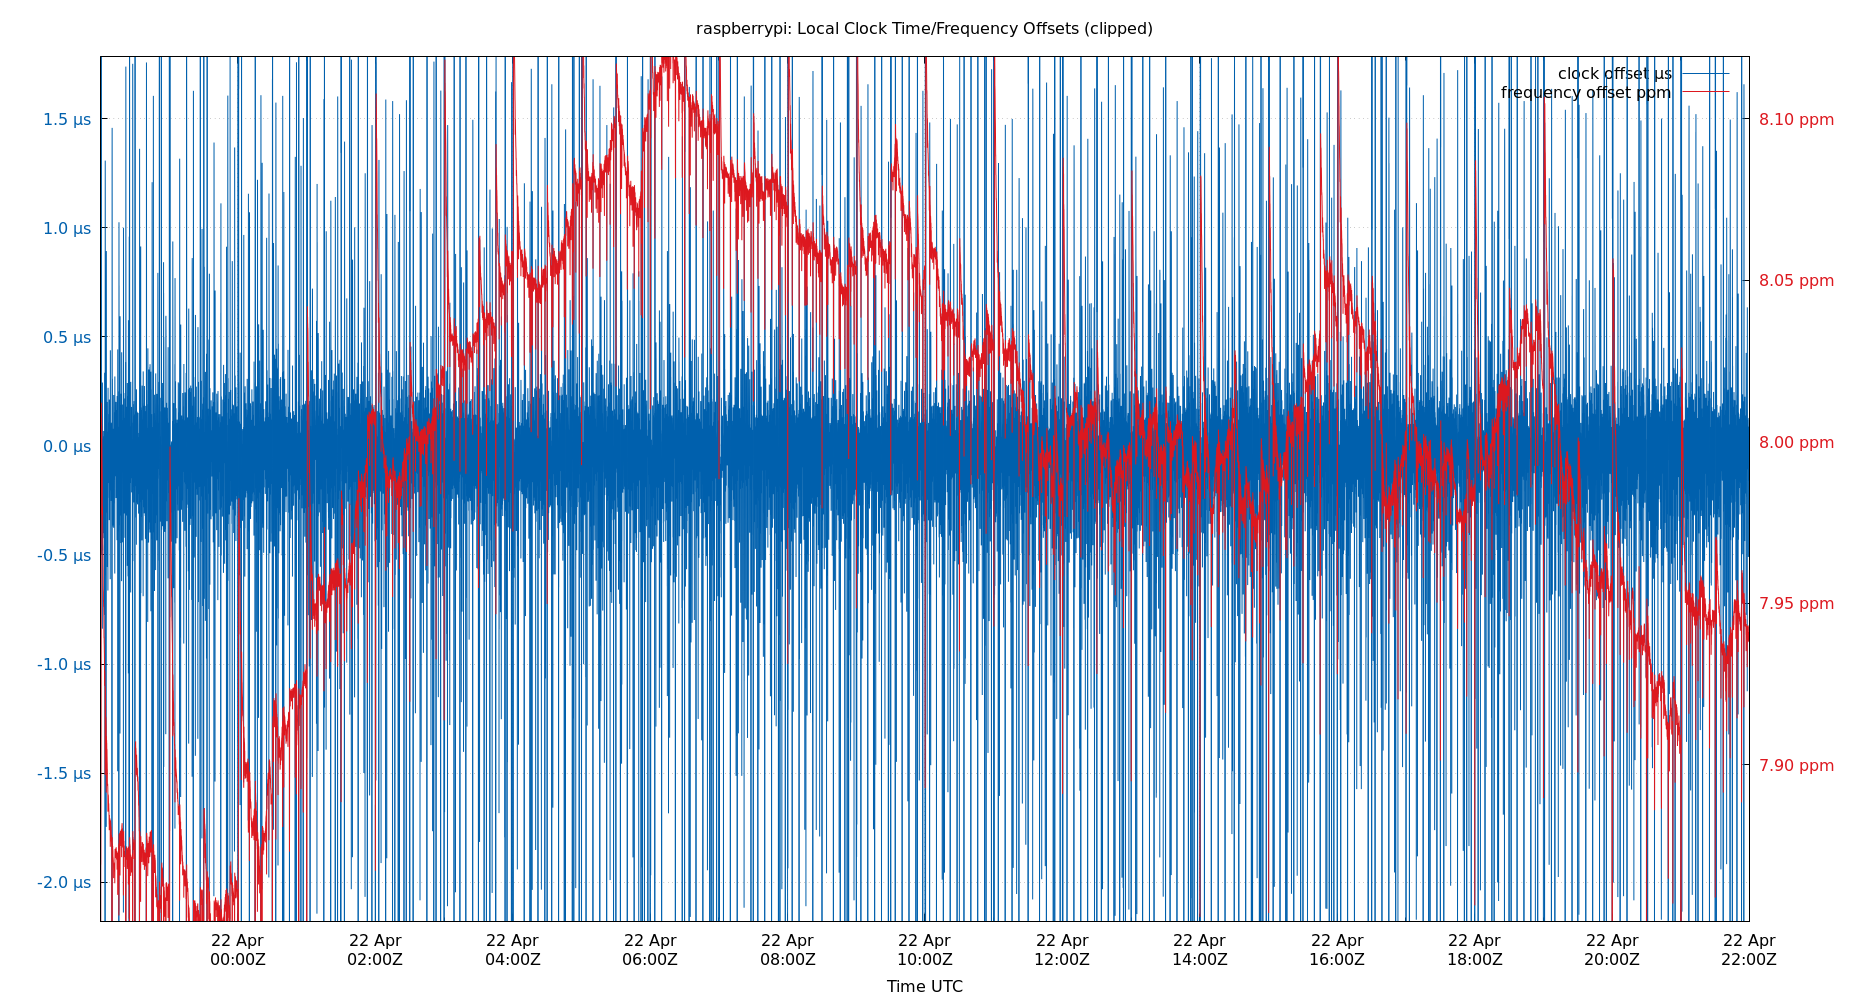 raspberrypi: Local Clock Time/Frequency Offsets (clipped)
clock offset µs
frequency offset ppm
1.5 µs
1.0 µs
0.5 µs
0.0 µs
-0.5 µs
-1.0 µs
-1.5 µs
-2.0 µs
8.10 ppm
8.05 ppm
8.00 ppm
7.95 ppm
7.90 ppm
22 Apr 22 Apr 22 Apr 22 Apr 22 Apr 22 Apr 22 Apr 22 Apr 22 Apr 22 Apr 22 Apr 22 Apr
00:00Z 02:00Z 04:00Z 06:00Z 08:00Z 10:00Z 12:00Z 14:00Z 16:00Z 18:00Z 20:00Z 22:00Z
Time UTC